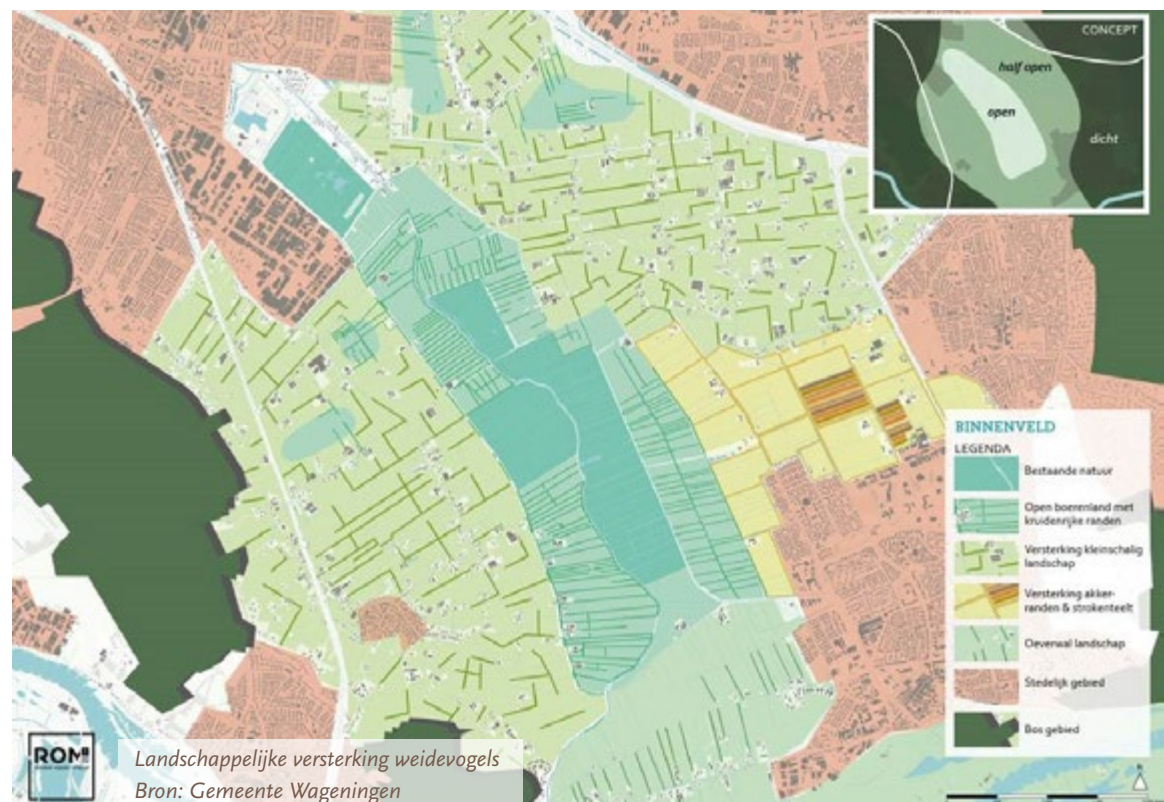 CONCEPT
half open
open
dicht
BINNENVELD
LEGENDA
Bestaande natuur
Open boerenland met
kruidenrijke randen
Versterking kleinschalig
landschap
Versterking akker-
randen & strokenteelt
Oeverwal landschap
Stedelijk gebied
Bos gebied
ROM
Landschappelijke versterking weidevogels
Bron: Gemeente Wageningen